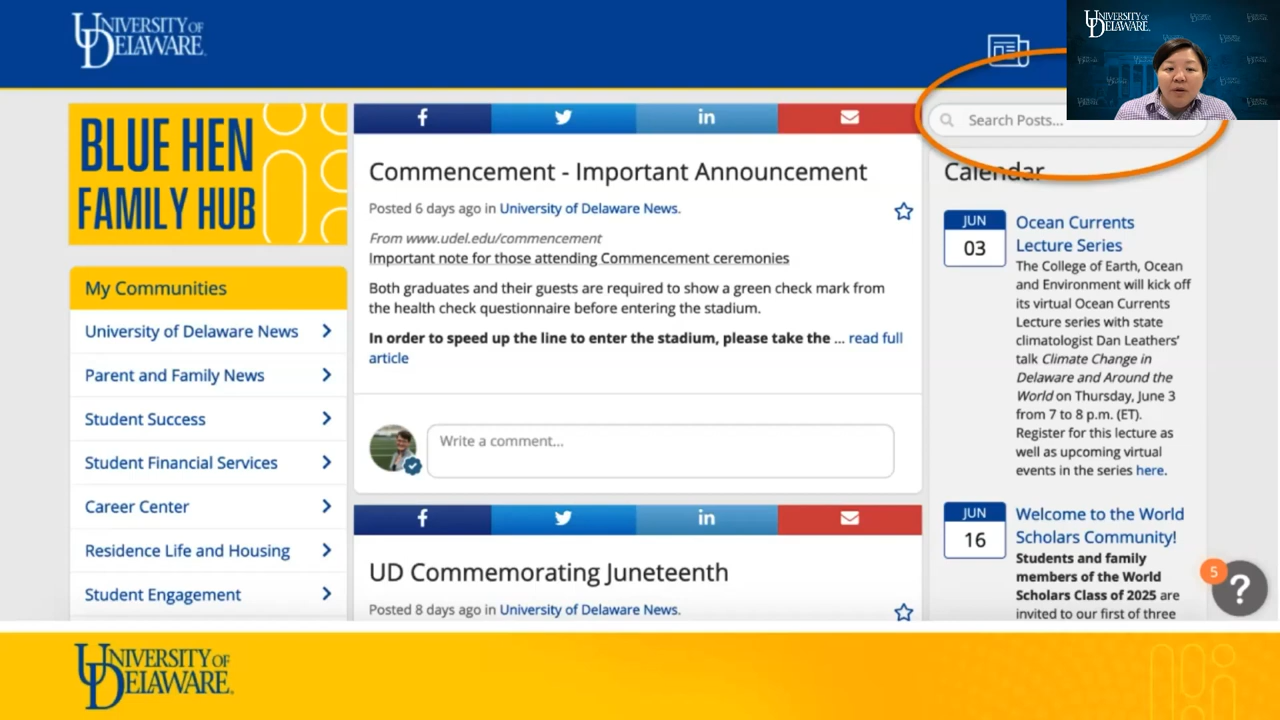 UNIVERSITY OF
DELAWARE.
UNIVERSITY OF
DELAWARE.
BLUE HEN
FAMILY HUB
My Communities
University of Delaware News
Parent and Family News
Student Success
Student Financial Services
Career Center
Residence Life and Housing
Student Engagement
f
in
Commencement - Important Announcement
Posted 6 days ago in University of Delaware News.
From www.udel.edu/commencement
Important note for those attending Commencement ceremonies
Both graduates and their guests are required to show a green check mark from
the health check questionnaire before entering the stadium.
In order to speed up the line to enter the stadium, please take the ... read full
article
Write a comment...
f
in
UD Commemorating Juneteenth
Posted 8 days ago in University of Delaware News.
Search Posts...
Calendar
JUN
03
Ocean Currents
Lecture Series
The College of Earth, Ocean
and Environment will kick off
its virtual Ocean Currents
Lecture series with state
climatologist Dan Leathers'
talk Climate Change in
Delaware and Around the
World on Thursday, June 3
from 7 to 8 p.m. (ET).
Register for this lecture as
well as upcoming virtual
events in the series here.
JUN
16
Welcome to the World
Scholars Community!
Students and family
members of the World
Scholars Class of 2025 are
invited to our first of three
5
?
UNIVERSITY OF
DELAWARE.